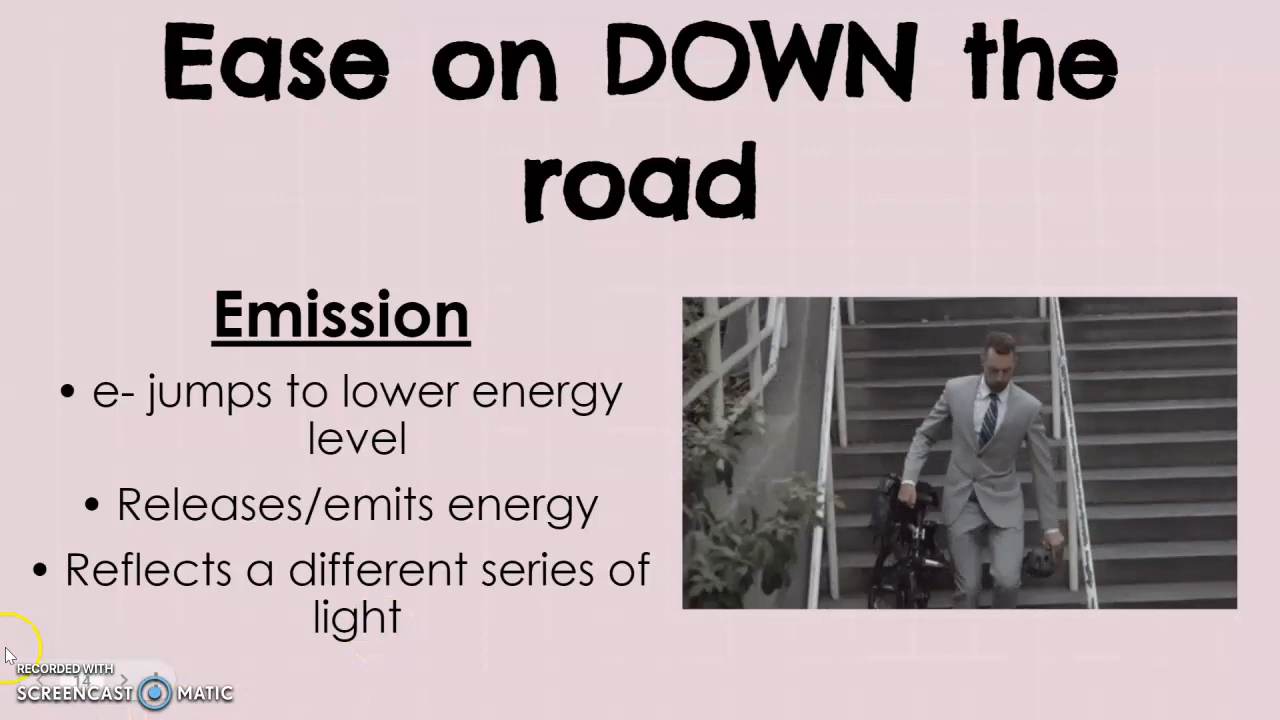 Ease on DOWN the
road
Emission
• e- jumps to lower energy
level
• Releases/emits energy
• Reflects a different series of
light
RECORDED WITH
14
SCREENCAST MATIC